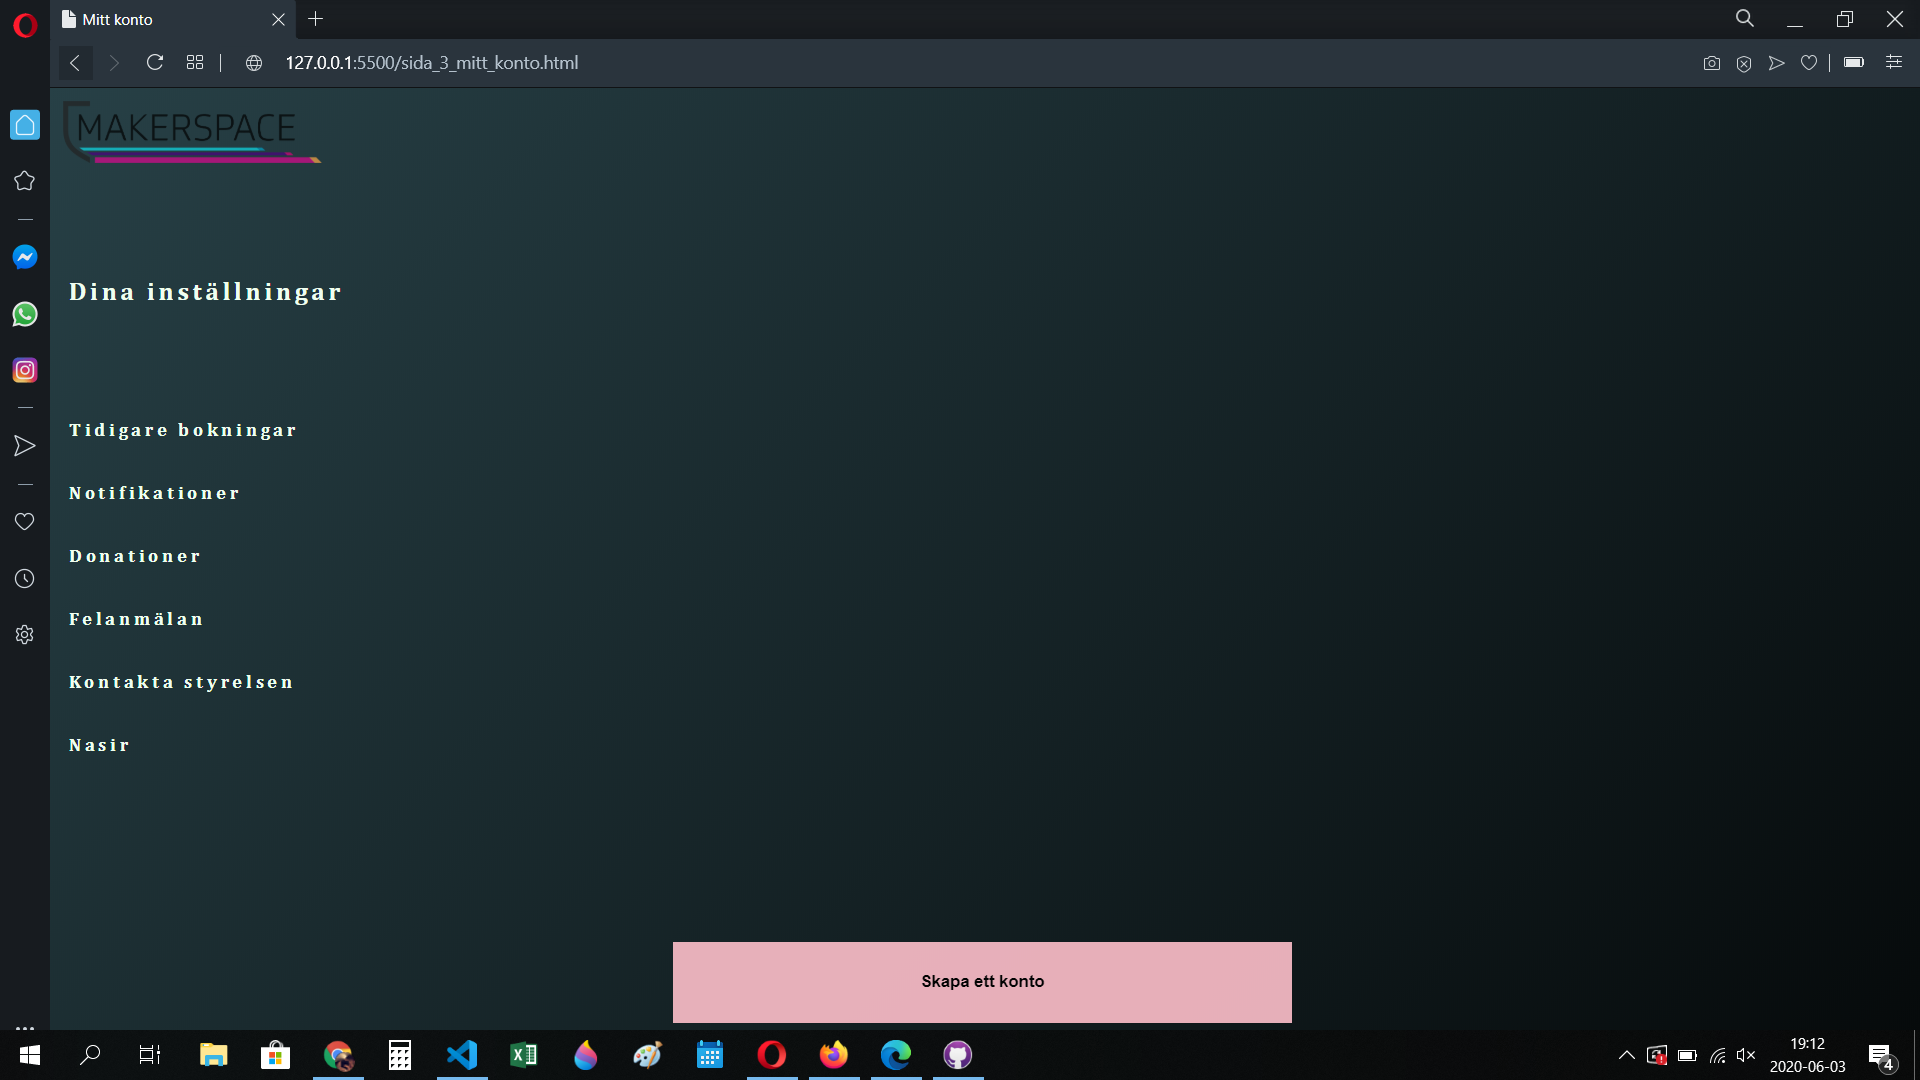 Mitt konto
127.0.0.1:5500/sida_3_mitt_konto.html
MAKERSPACE
Dina inställningar
Tidigare bokningar
Notifikationer
Donationer
Felanmälan
Kontakta styrelsen
Nasir
Skapa ett konto
19:12
2020-06-03
4